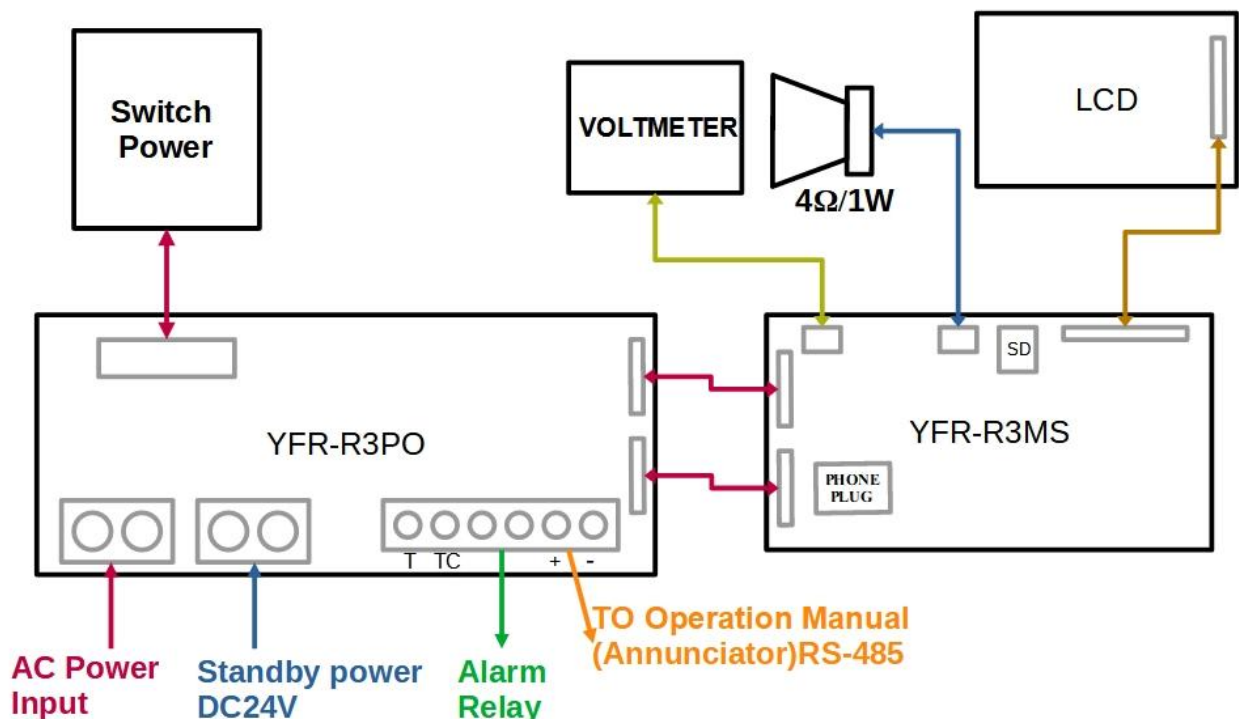 Switch
Power
VOLTMETER
4Ω/1W
LCD
YFR-R3PO
SD
YFR-R3MS
PHONE
PLUG
T TC + -
TO Operation Manual
(Annunciator)RS-485
AC Power
Input
Standby power
DC24V
Alarm
Relay